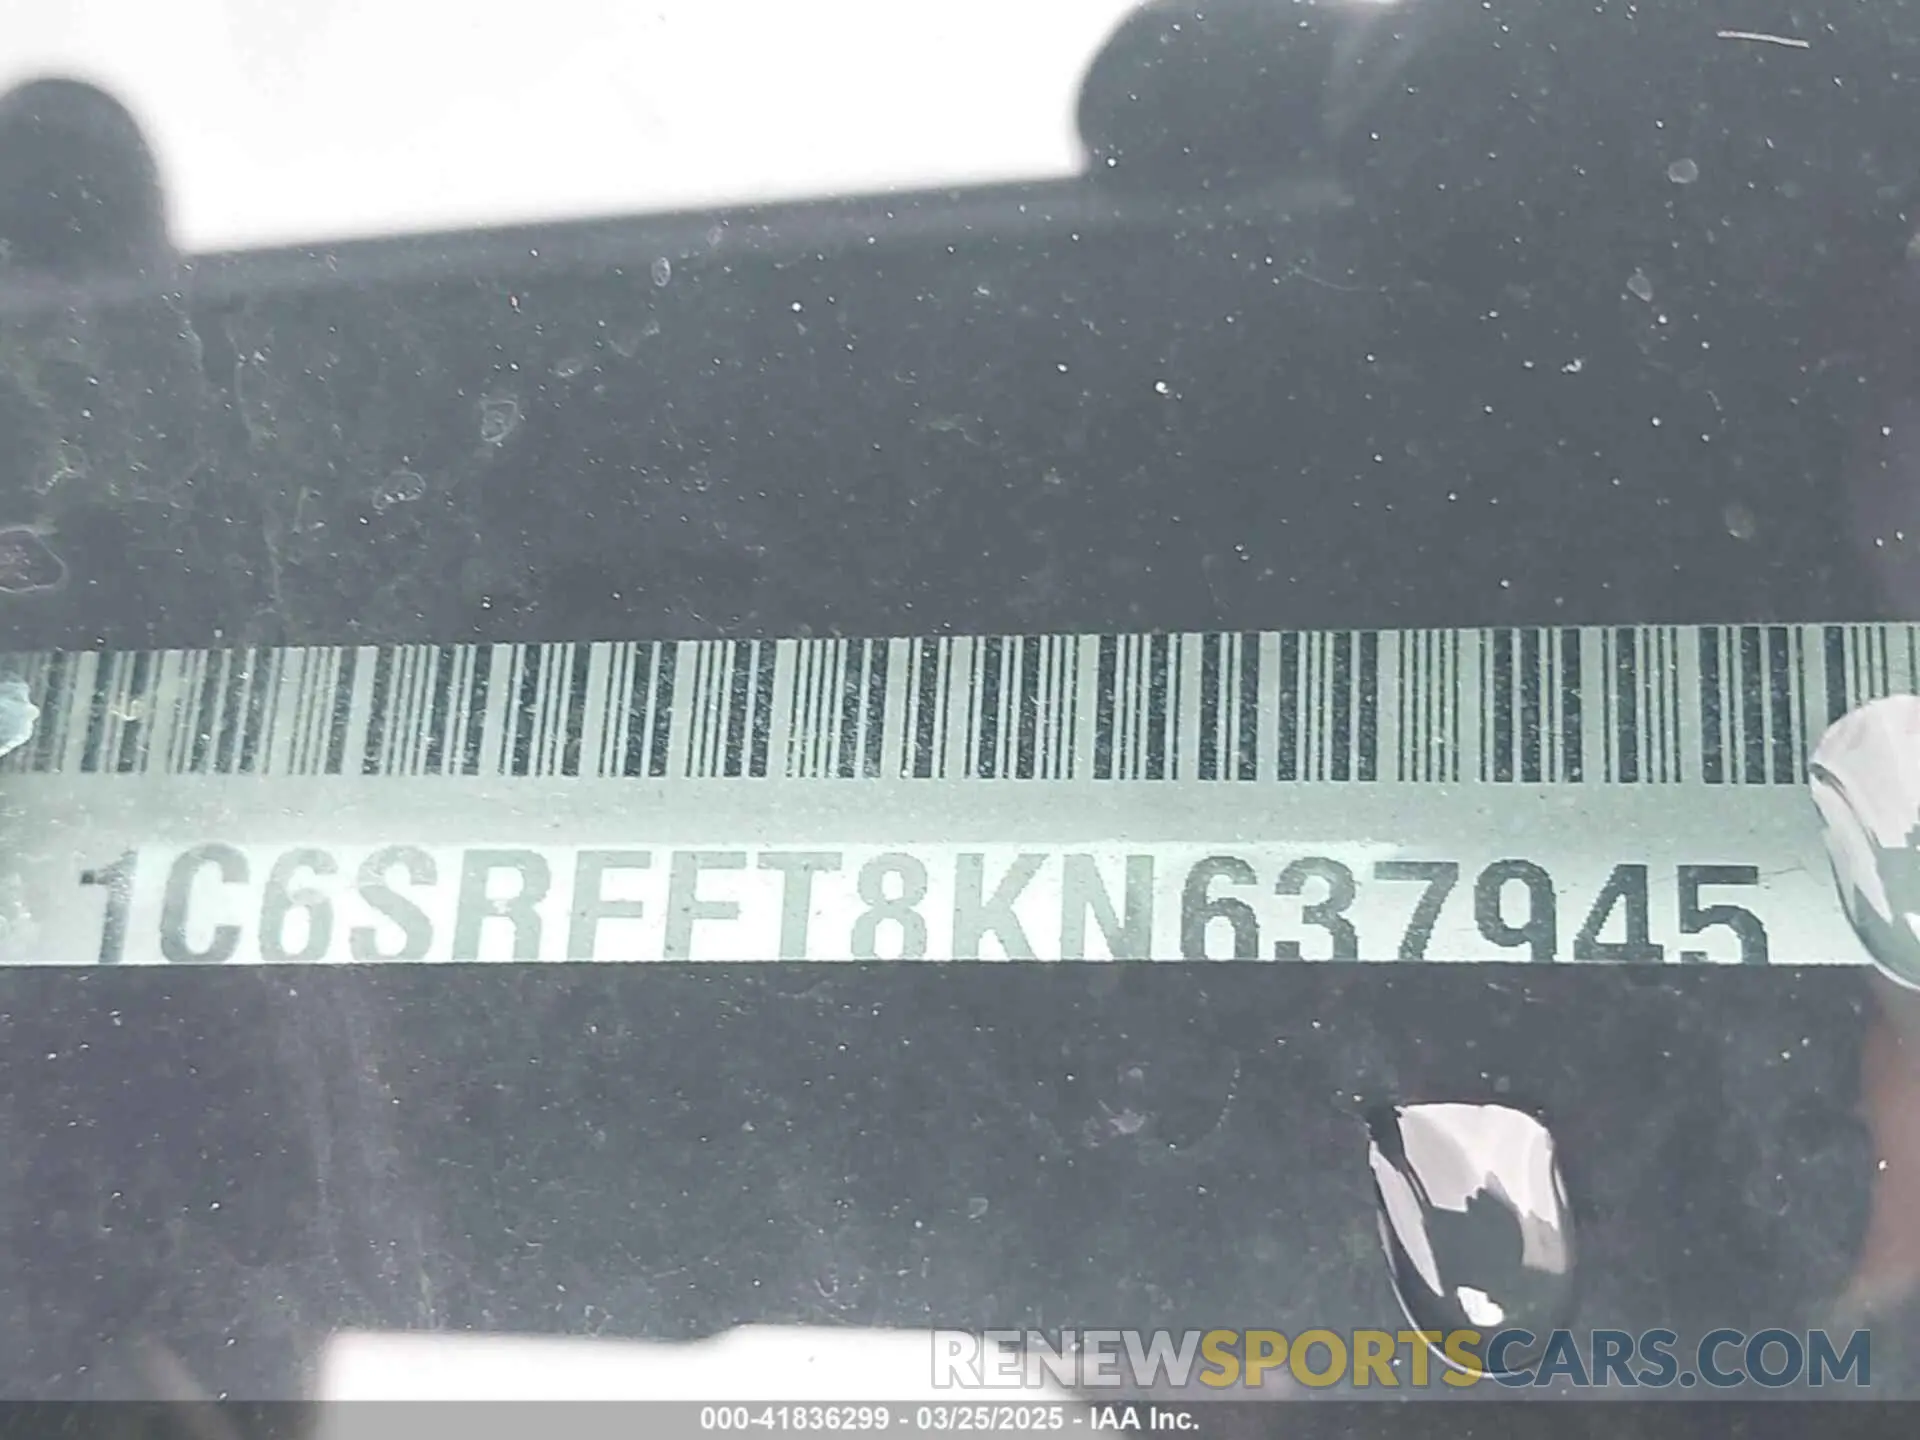 1C6SRFFT8KN637945
RENEWSPORTSCARS.COM
000-41836299 - 03/25/2025 - IAA Inc.